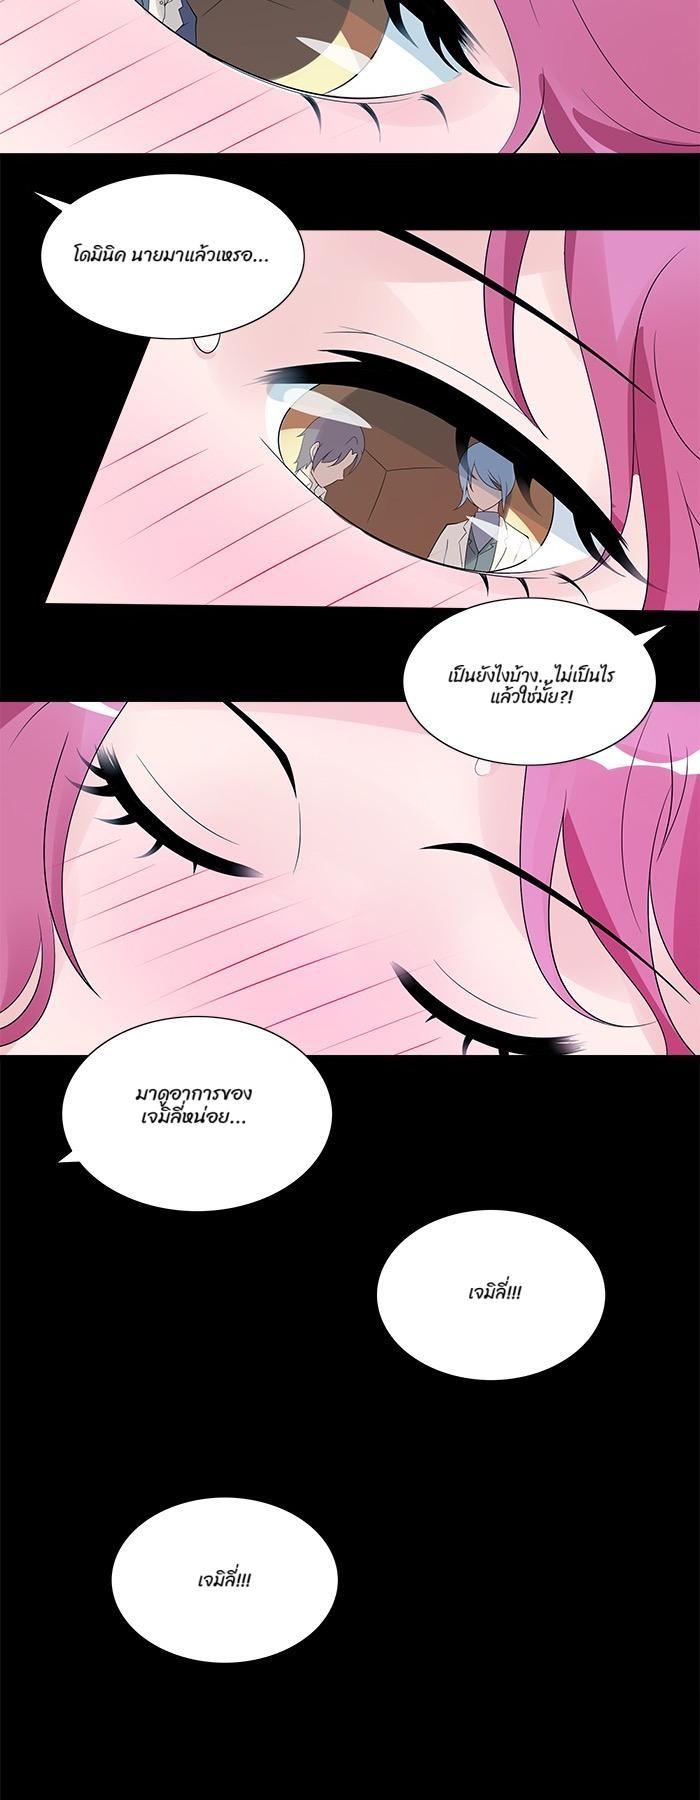 โดมินิค นายมาแล้วเหรอ...
เป็นยังไงบ้าง...ไม่เป็นไร
แล้วใช่มั้ย?!
มาดูอาการของ
เจมิลี่หน่อย...
เจมิลี่!!!
เจมิลี่!!!